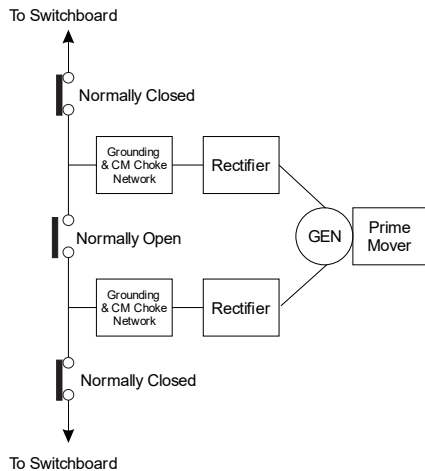 To Switchboard
Normally Closed
Grounding
& CM Choke
Network
Rectifier
GEN
Prime
Mover
Normally Open
Grounding
& CM Choke
Network
Rectifier
Normally Closed
To Switchboard